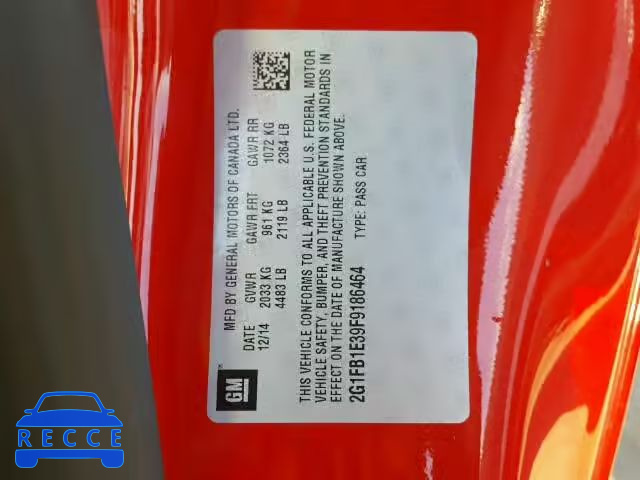 GM
MFD BY GENERAL MOTORS OF CANADA LTD.
DATE GVWR GAWR FRT GAWR RR
12/14 2033 KG 961 KG 1072 KG
4483 LB 2119 LB 2364 LB
THIS VEHICLE CONFORMS TO ALL APPLICABLE U.S. FEDERAL MOTOR
VEHICLE SAFETY, BUMPER, AND THEFT PREVENTION STANDARDS IN
EFFECT ON THE DATE OF MANUFACTURE SHOWN ABOVE.
2G1FB1E39F9186464 TYPE: PASS CAR
RECCE